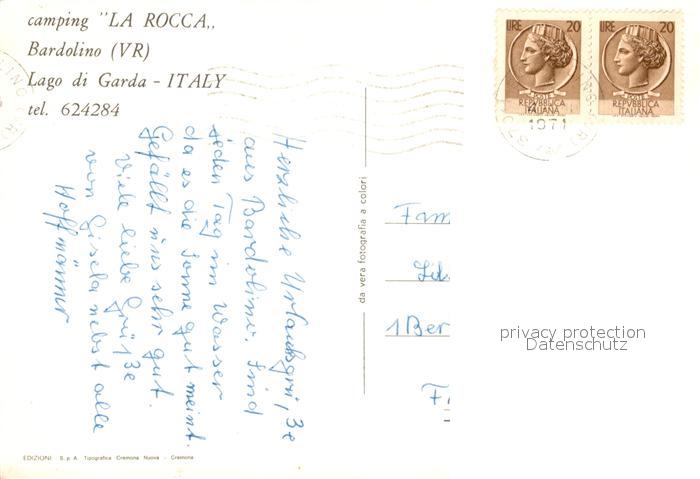 camping "LA ROCCA,,
Bardolino (VR)
Lago di Garda - ITALY
tel. 624284
LIRE 20
POSTE
REPVBBLICA
ITALIANA
LIRE 20
POSTE
REPVBBLICA
ITALIANA
1971
Herzliche Urlaubsgrüße
aus Bardolino. Sind
jeden Tag im Wasser
da es die Sonne gut meint.
Gefällt uns sehr gut.
Viele liebe Grüße
von Gisela nebst alle
Hoffmänner
da vera fotografia a colori
Fam
1 Ber
privacy protection
Datenschutz
EDIZIONI: S. p. A. Tipografica Cremona Nuova - Cremona